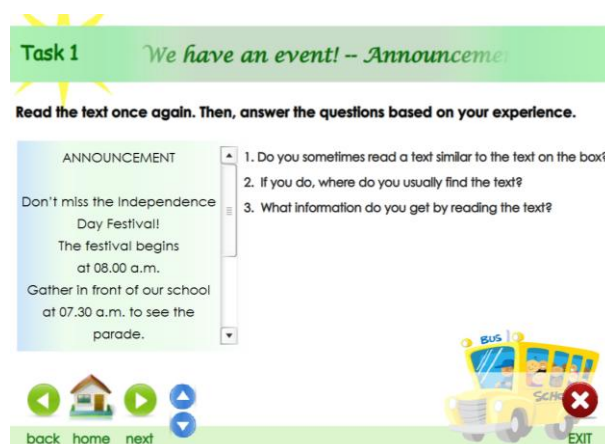 Task 1
We have an event! -- Announceme
Read the text once again. Then, answer the questions based on your experience.
ANNOUNCEMENT
Don't miss the Independence
Day Festival!
The festival begins
at 08.00 a.m.
Gather in front of our school
at 07.30 a.m. to see the
parade.
1. Do you sometimes read a text similar to the text on the box?
2. If you do, where do you usually find the text?
3. What information do you get by reading the text?
BUS
SCH
back home next
EXIT